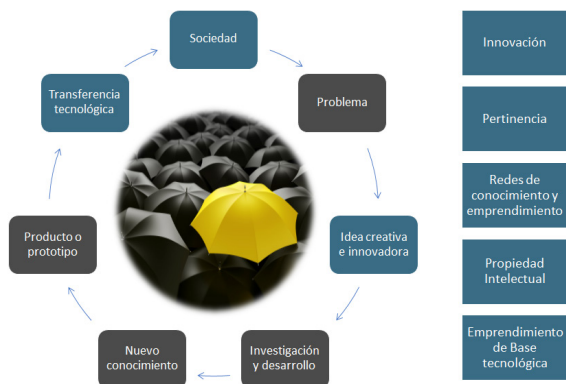 Sociedad
Problema
Idea creativa
e innovadora
Investigación
y desarrollo
Nuevo
conocimiento
Producto o
prototipo
Transferencia
tecnológica
Innovación
Pertinencia
Redes de
conocimiento y
emprendimiento
Propiedad
Intelectual
Emprendimiento
de Base
tecnológica